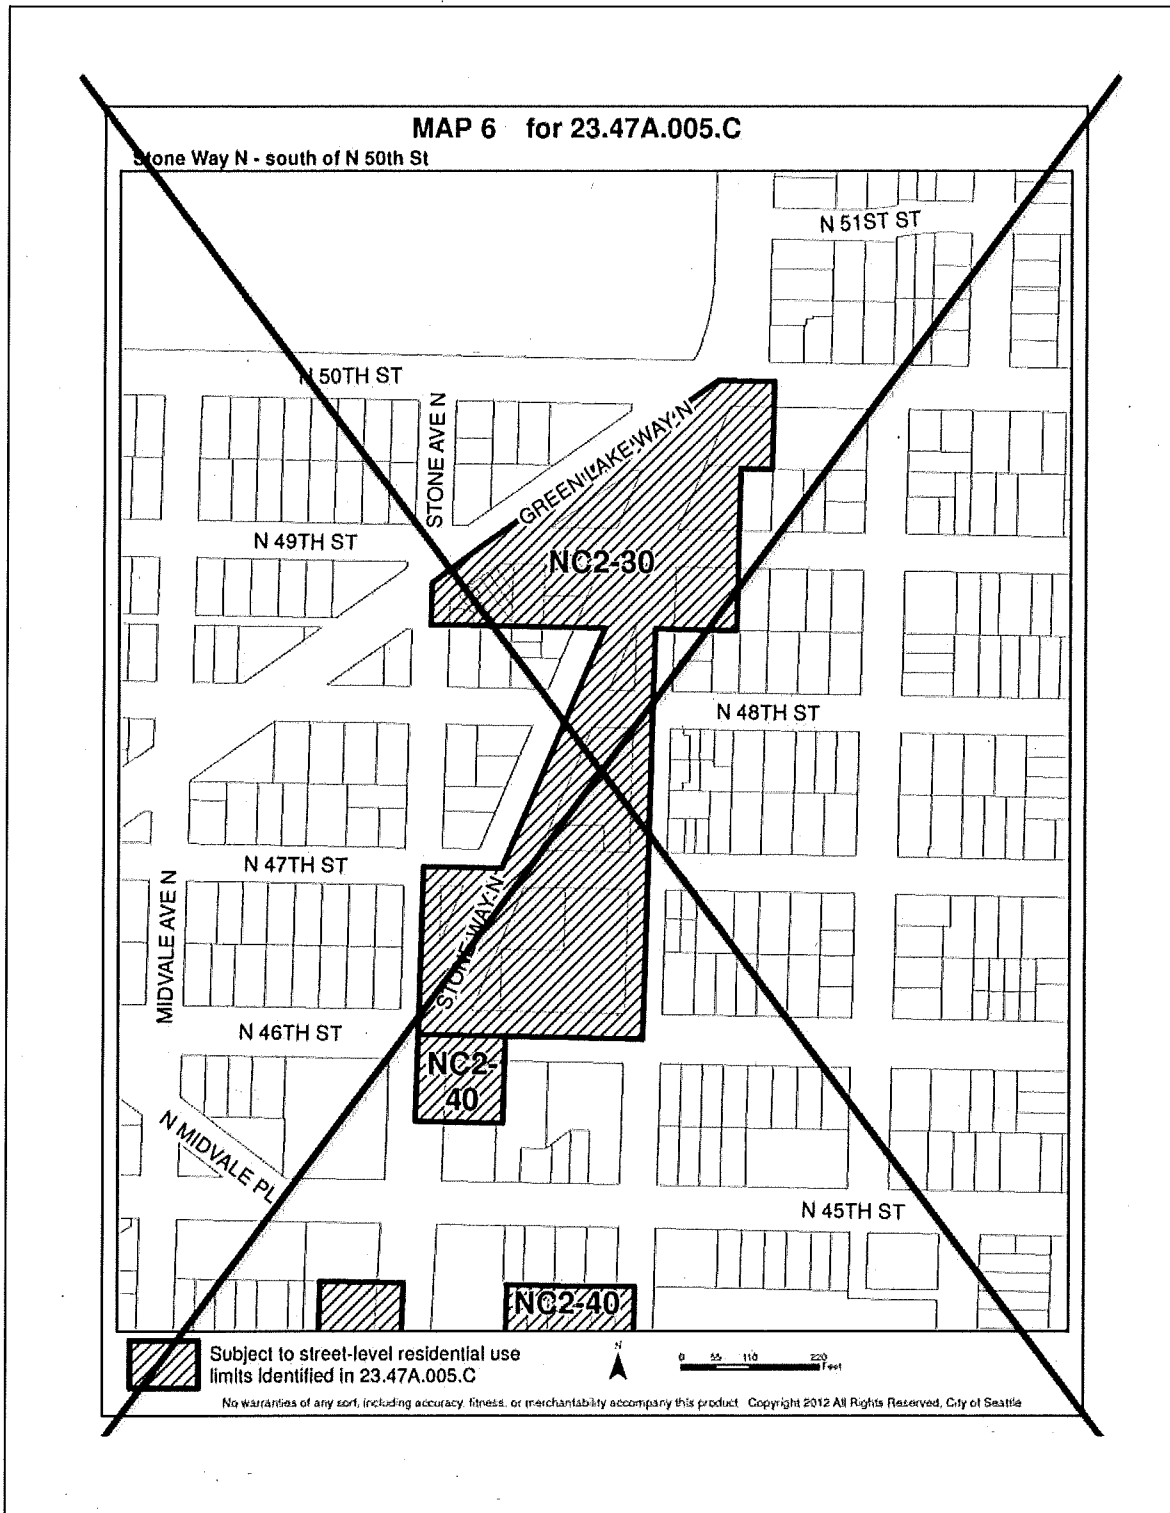 MAP 6 for 23.47A.005.C
Stone Way N - south of N 50th St
N 51ST ST
N 50TH ST
STONE AVE N
GREEN LAKE WAY N
N 49TH ST
NC2-30
N 48TH ST
N 47TH ST
MIDVALE AVE N
STONE WAY N
N 46TH ST
NC2-
40
N MIDVALE PL
N 45TH ST
NC2-40
Subject to street-level residential use
limits identified in 23.47A.005.C
N
0 55 110 220
Feet
No warranties of any sort, including accuracy, fitness, or merchantability accompany this product. Copyright 2012 All Rights Reserved, City of Seattle